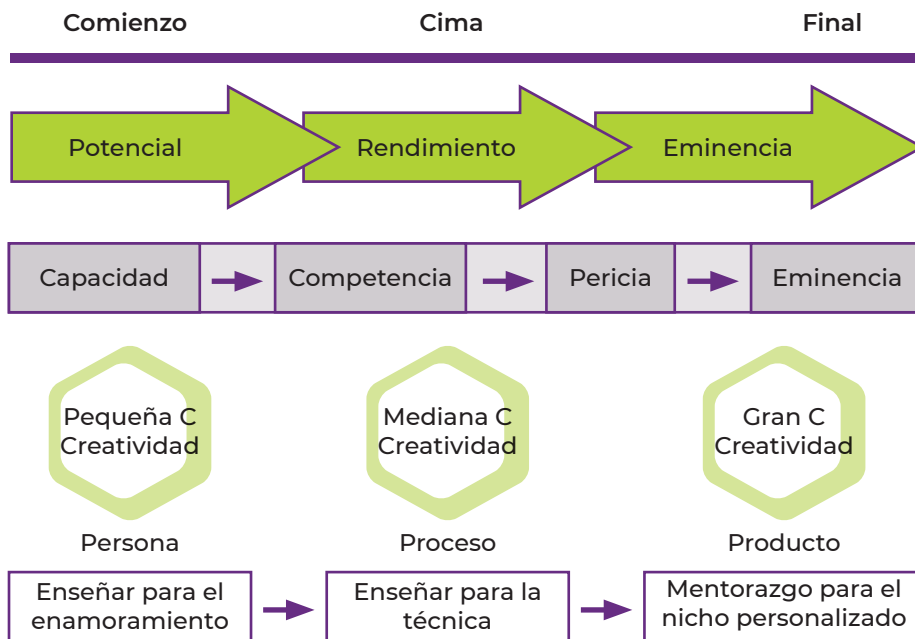 Comienzo Cima Final
Potencial Rendimiento Eminencia
Capacidad Competencia Pericia Eminencia
Pequeña C
Creatividad
Mediana C
Creatividad
Gran C
Creatividad
Persona Proceso Producto
Enseñar para el
enamoramiento
Enseñar para la
técnica
Mentorazgo para el
nicho personalizado